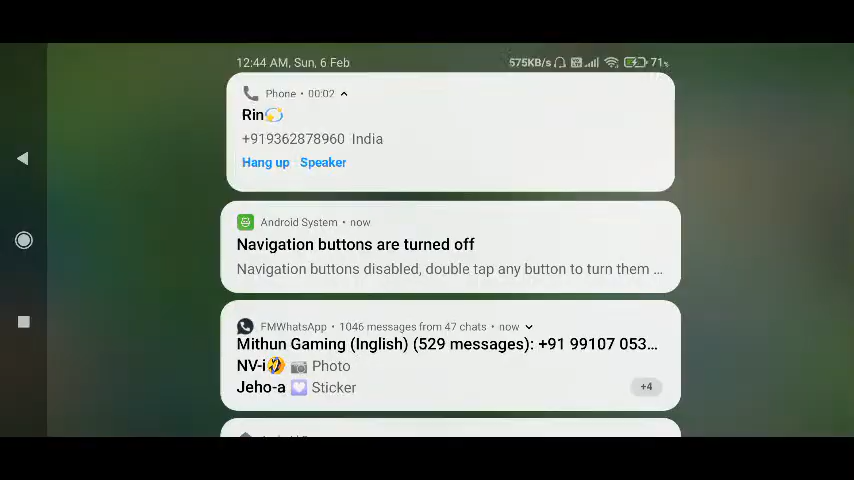 12:44 AM, Sun, 6 Feb 575KB/s 71%
Phone • 00:02
Rin💫
+919362878960 India
Hang up Speaker
Android System • now
Navigation buttons are turned off
Navigation buttons disabled, double tap any button to turn them ...
FMWhatsApp • 1046 messages from 47 chats • now
Mithun Gaming (Inglish) (529 messages): +91 99107 053...
NV-i🤣 📷 Photo
Jeho-a 💟 Sticker
+4